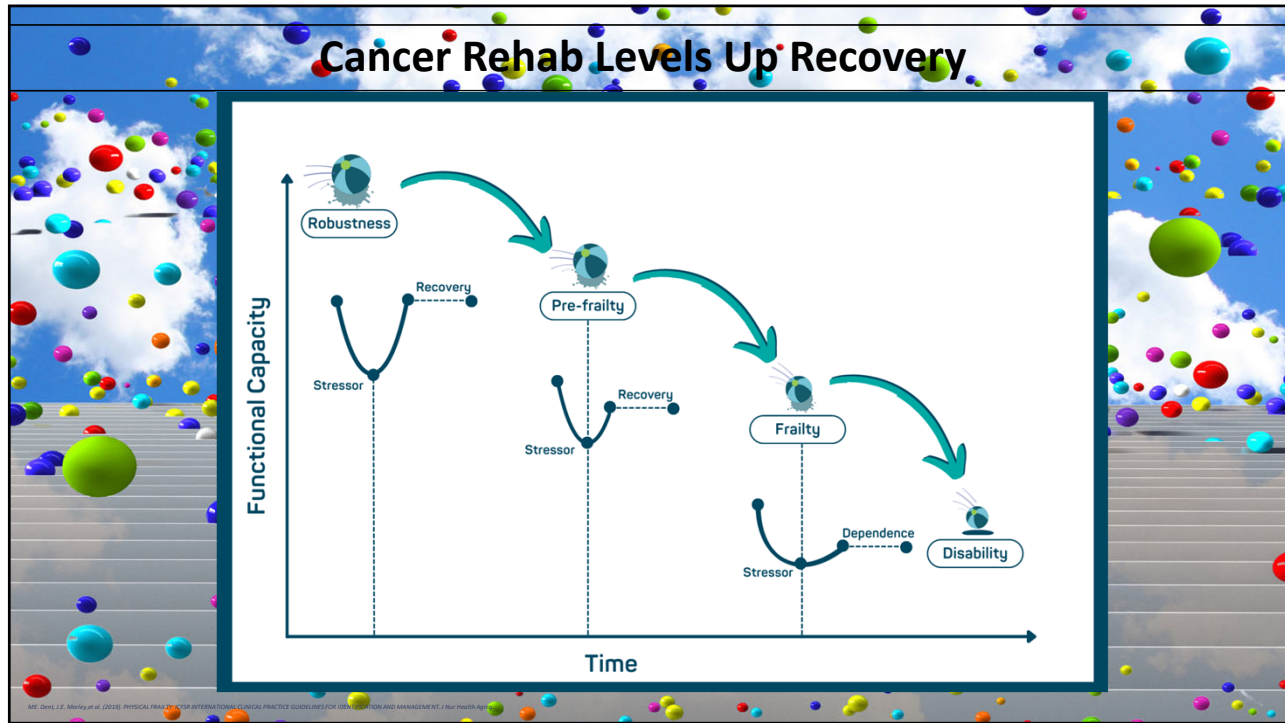 Cancer Rehab Levels Up Recovery
Robustness
Recovery
Pre-frailty
Stressor
Recovery
Frailty
Stressor
Dependence
Disability
Stressor
Functional Capacity
Time
ME. Dent, J.E. Morley,et al. (2019). PHYSICAL FRAILTY: ICFSR INTERNATIONAL CLINICAL PRACTICE GUIDELINES FOR IDENTIFICATION AND MANAGEMENT. J Nur Health Aging